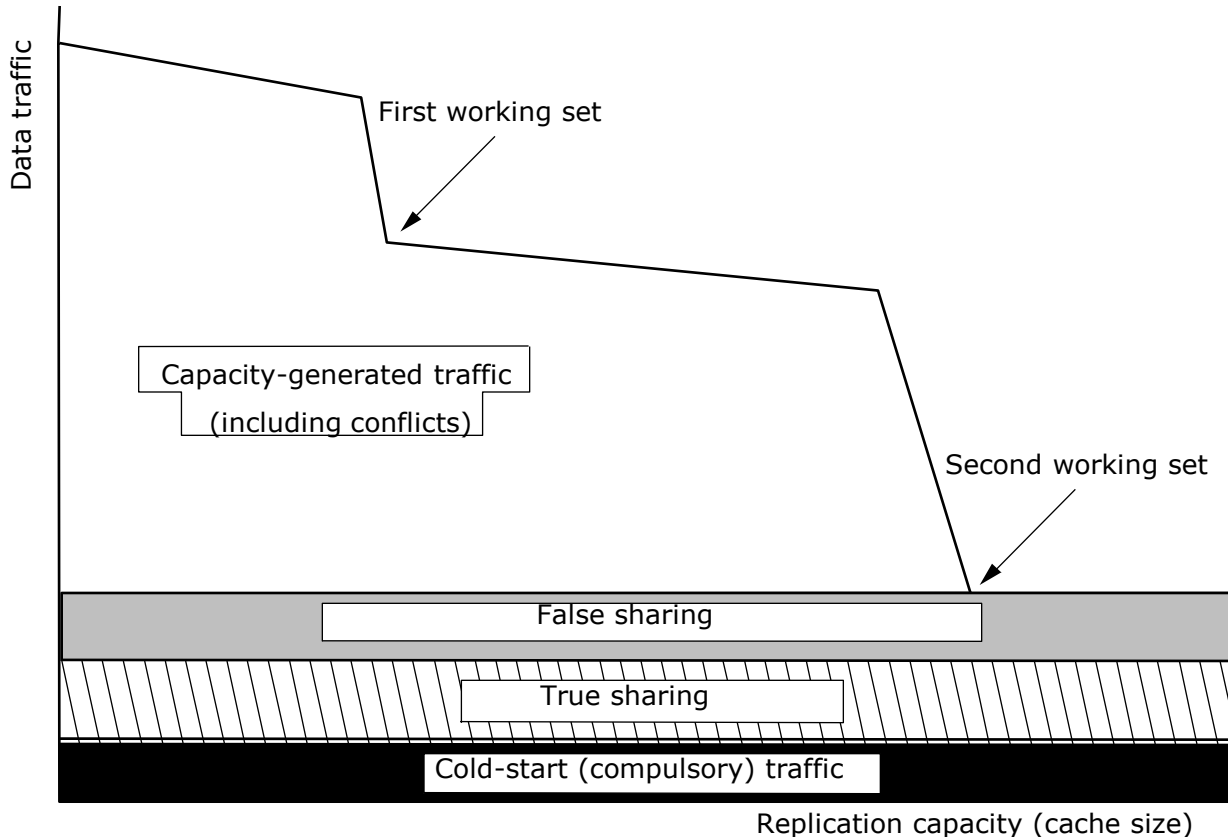 Data traffic
First working set
Capacity-generated traffic
(including conflicts)
Second working set
False sharing
True sharing
Cold-start (compulsory) traffic
Replication capacity (cache size)